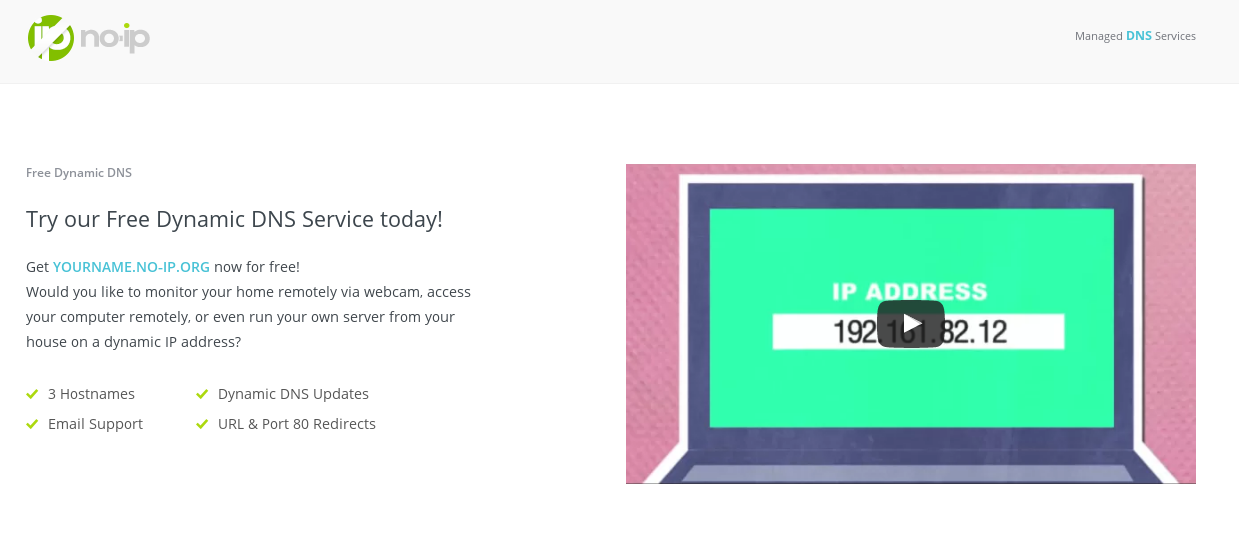 no-ip
Managed DNS Services
Free Dynamic DNS
Try our Free Dynamic DNS Service today!
Get YOURNAME.NO-IP.ORG now for free!
Would you like to monitor your home remotely via webcam, access
your computer remotely, or even run your own server from your
house on a dynamic IP address?
3 Hostnames
Dynamic DNS Updates
Email Support
URL & Port 80 Redirects
IP ADDRESS
192.161.82.12